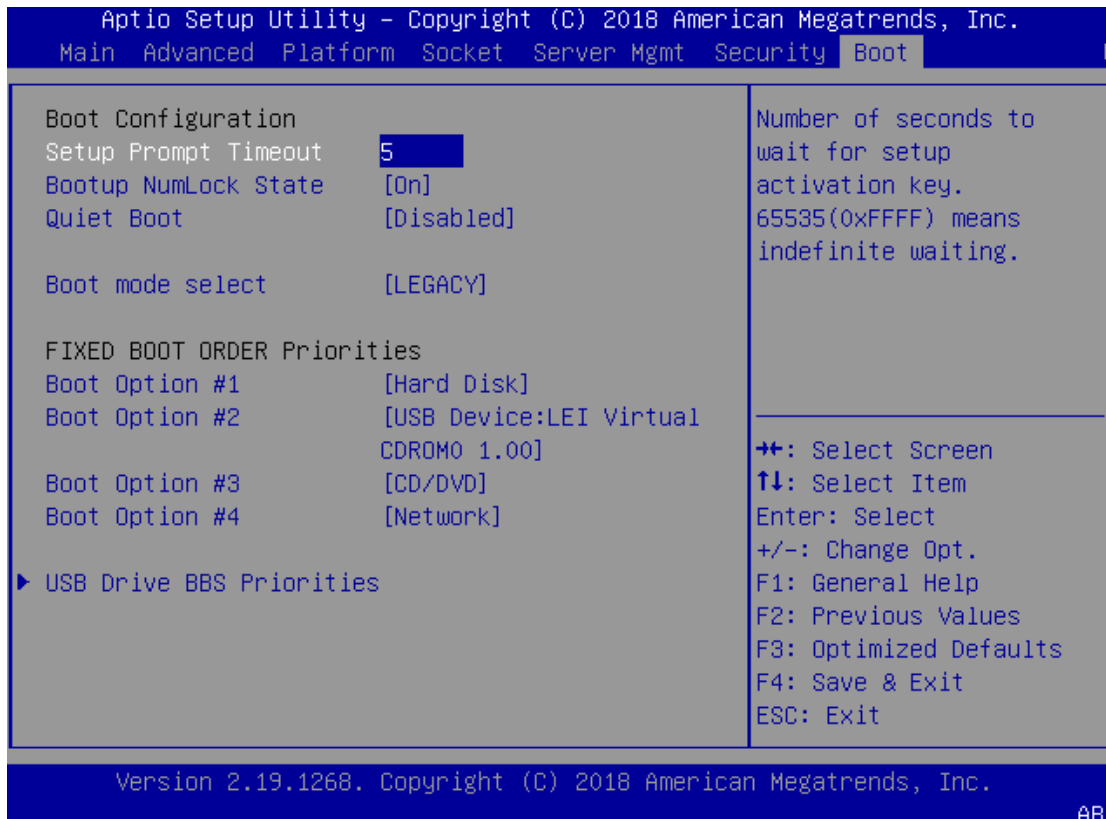 Aptio Setup Utility – Copyright (C) 2018 American Megatrends, Inc.
Main Advanced Platform Socket Server Mgmt Security Boot
Boot Configuration
Setup Prompt Timeout 5
Bootup NumLock State [On]
Quiet Boot [Disabled]
Boot mode select [LEGACY]
FIXED BOOT ORDER Priorities
Boot Option #1 [Hard Disk]
Boot Option #2 [USB Device:LEI Virtual
CDROM0 1.00]
Boot Option #3 [CD/DVD]
Boot Option #4 [Network]
► USB Drive BBS Priorities
Number of seconds to
wait for setup
activation key.
65535(0xFFFF) means
indefinite waiting.
→←: Select Screen
↑↓: Select Item
Enter: Select
+/-: Change Opt.
F1: General Help
F2: Previous Values
F3: Optimized Defaults
F4: Save & Exit
ESC: Exit
Version 2.19.1268. Copyright (C) 2018 American Megatrends, Inc.
AB